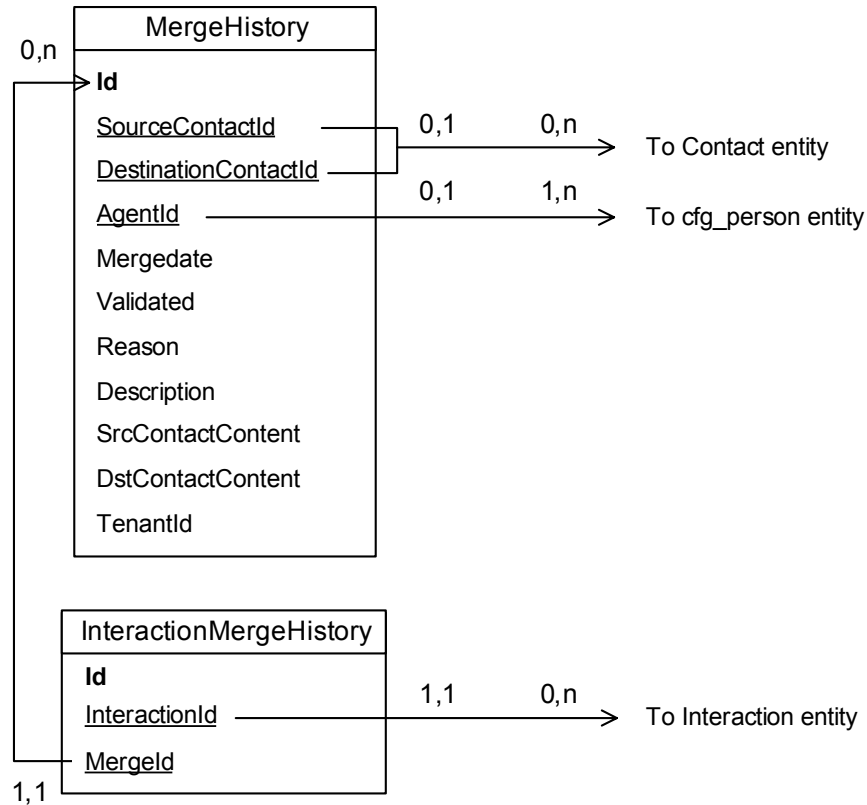 MergeHistory
0,n
Id
SourceContactId 0,1 0,n
To Contact entity
DestinationContactId
0,1 1,n
AgentId To cfg_person entity
Mergedate
Validated
Reason
Description
SrcContactContent
DstContactContent
TenantId
InteractionMergeHistory
Id
1,1 0,n
InteractionId To Interaction entity
MergeId
1,1